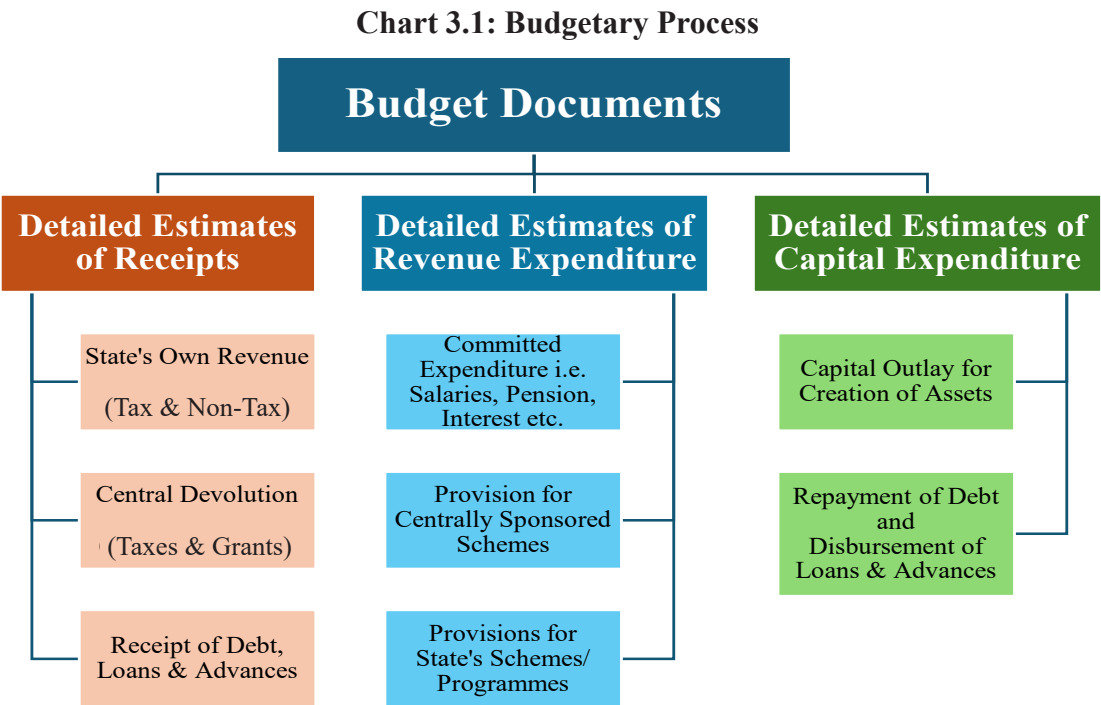 Chart 3.1: Budgetary Process
Budget Documents
Detailed Estimates
of Receipts
State's Own Revenue
(Tax & Non-Tax)
Central Devolution
(Taxes & Grants)
Receipt of Debt,
Loans & Advances
Detailed Estimates of
Revenue Expenditure
Committed
Expenditure i.e.
Salaries, Pension,
Interest etc.
Provision for
Centrally Sponsored
Schemes
Provisions for
State's Schemes/
Programmes
Detailed Estimates of
Capital Expenditure
Capital Outlay for
Creation of Assets
Repayment of Debt
and
Disbursement of
Loans & Advances